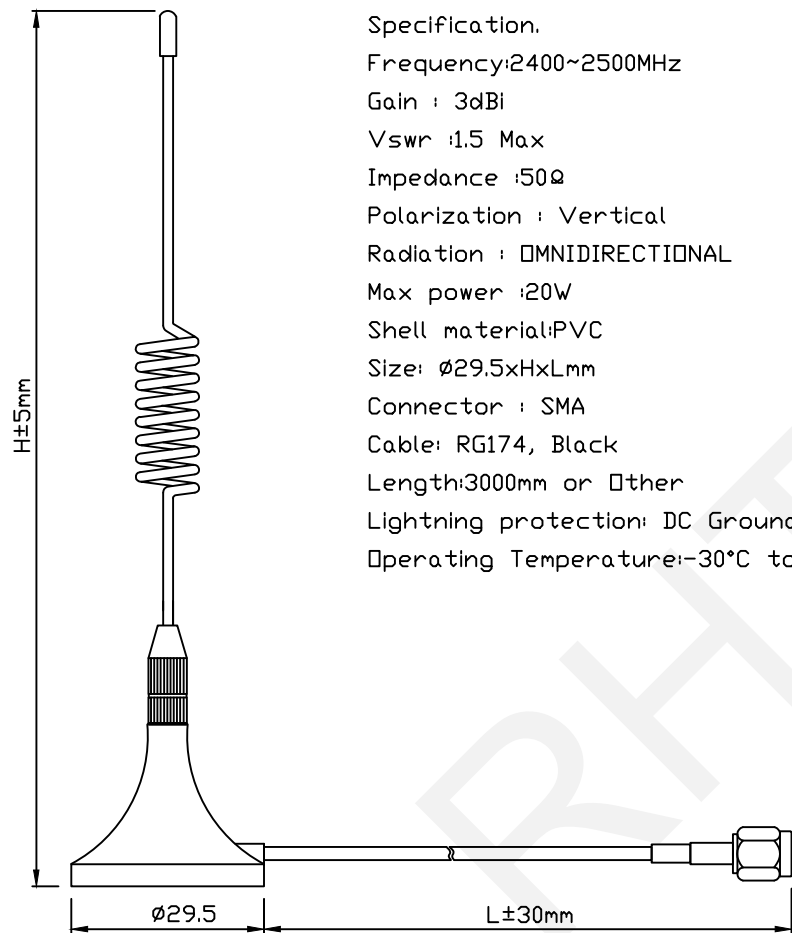 Specification.
Frequency:2400~2500MHz
Gain : 3dBi
Vswr :1.5 Max
Impedance :50Ω
Polarization : Vertical
Radiation : OMNIDIRECTIONAL
Max power :20W
Shell material:PVC
Size: Ø29.5xHxLmm
Connector : SMA
Cable: RG174, Black
Length:3000mm or Other
Lightning protection: DC Ground
Operating Temperature:-30°C to
H±5mm
Ø29.5
L±30mm
RHT